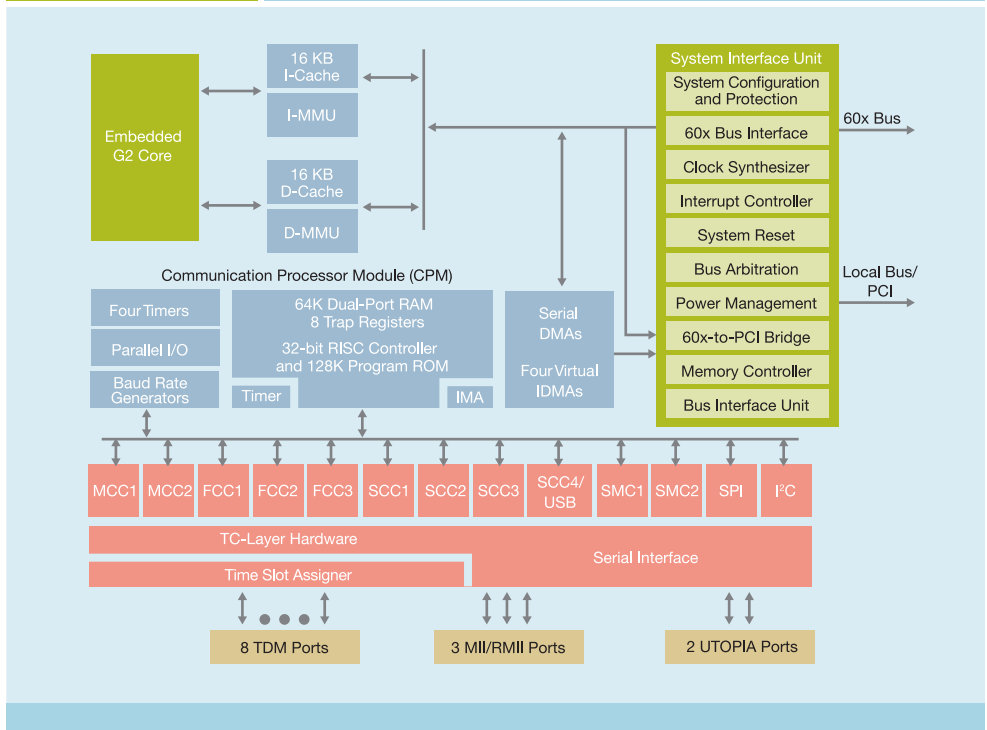 16 KB
I-Cache
I-MMU
Embedded
G2 Core
16 KB
D-Cache
D-MMU
System Interface Unit
System Configuration
and Protection
60x Bus Interface
Clock Synthesizer
Interrupt Controller
System Reset
Bus Arbitration
Power Management
60x-to-PCI Bridge
Memory Controller
Bus Interface Unit
60x Bus
Local Bus/
PCI
Communication Processor Module (CPM)
Four Timers
Parallel I/O
Baud Rate
Generators
64K Dual-Port RAM
8 Trap Registers
32-bit RISC Controller
and 128K Program ROM
Timer
IMA
Serial
DMAs
Four Virtual
IDMAs
MCC1
MCC2
FCC1
FCC2
FCC3
SCC1
SCC2
SCC3
SCC4/
USB
SMC1
SMC2
SPI
I²C
TC-Layer Hardware
Serial Interface
Time Slot Assigner
8 TDM Ports
3 MII/RMII Ports
2 UTOPIA Ports